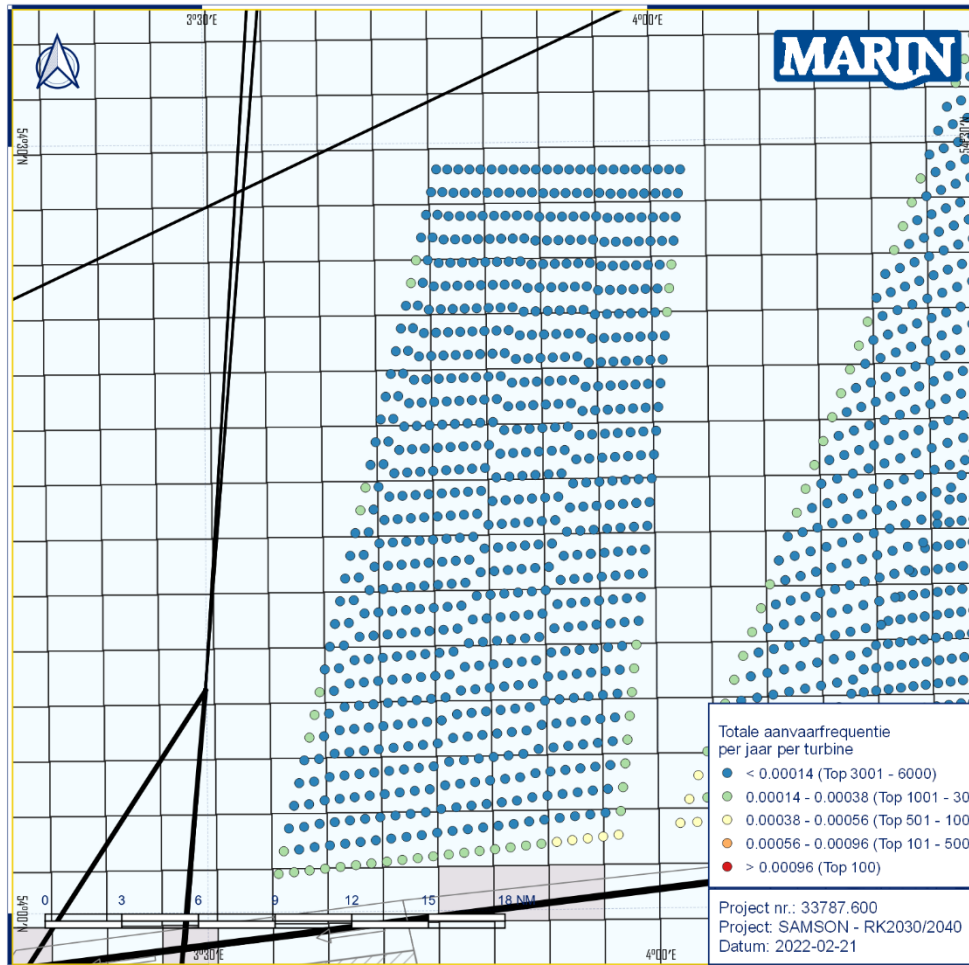 3°30'E
4°00'E
MARIN
54°30'N
54°30'N
Totale aanvaarfrequentie
per jaar per turbine
< 0.00014 (Top 3001 - 6000)
0.00014 - 0.00038 (Top 1001 - 30
0.00038 - 0.00056 (Top 501 - 100
0.00056 - 0.00096 (Top 101 - 500
> 0.00096 (Top 100)
54°00'N
0 3 6 9 12 15 18 NM
Project nr.: 33787.600
Project: SAMSON - RK2030/2040
Datum: 2022-02-21
3°30'E
4°00'E